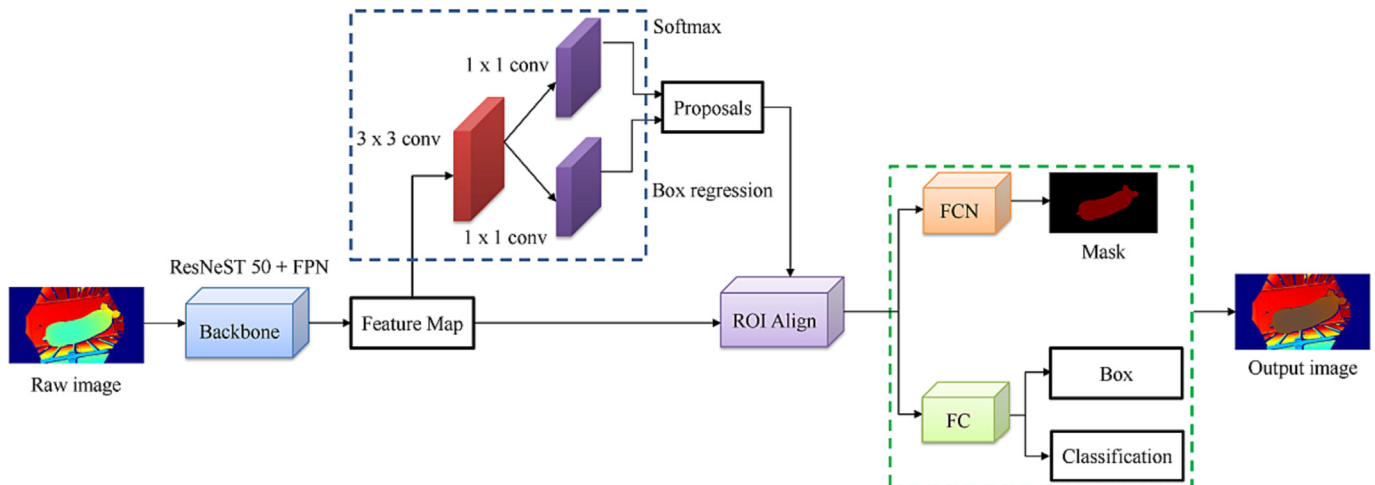 Softmax
1 x 1 conv
Proposals
3 x 3 conv
Box regression
1 x 1 conv
FCN
Mask
ResNeST 50 + FPN
Backbone
Feature Map
ROI Align
Raw image
Output image
Box
FC
Classification